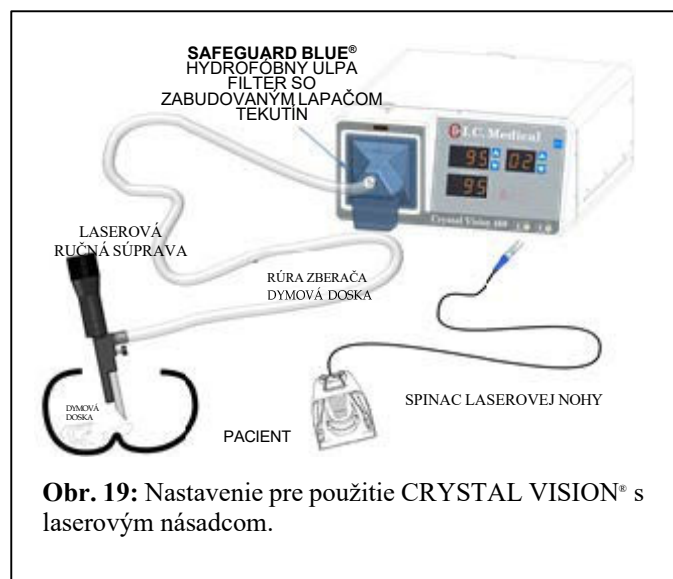 SAFEGUARD BLUE®
HYDROFÓBNY ULPA
FILTER SO
ZABUDOVANÝM LAPAČOM
TEKUTÍN
I.C. Medical
95 02
95
Crystal Vision
LASEROVÁ
RUČNÁ SÚPRAVA
RÚRA ZBERAČA
DYMOVÁ DOSKA
DYMOVÁ
DOSKA
PACIENT
SPINAC LASEROVEJ NOHY
Obr. 19: Nastavenie pre použitie CRYSTAL VISION® s
laserovým násadcom.